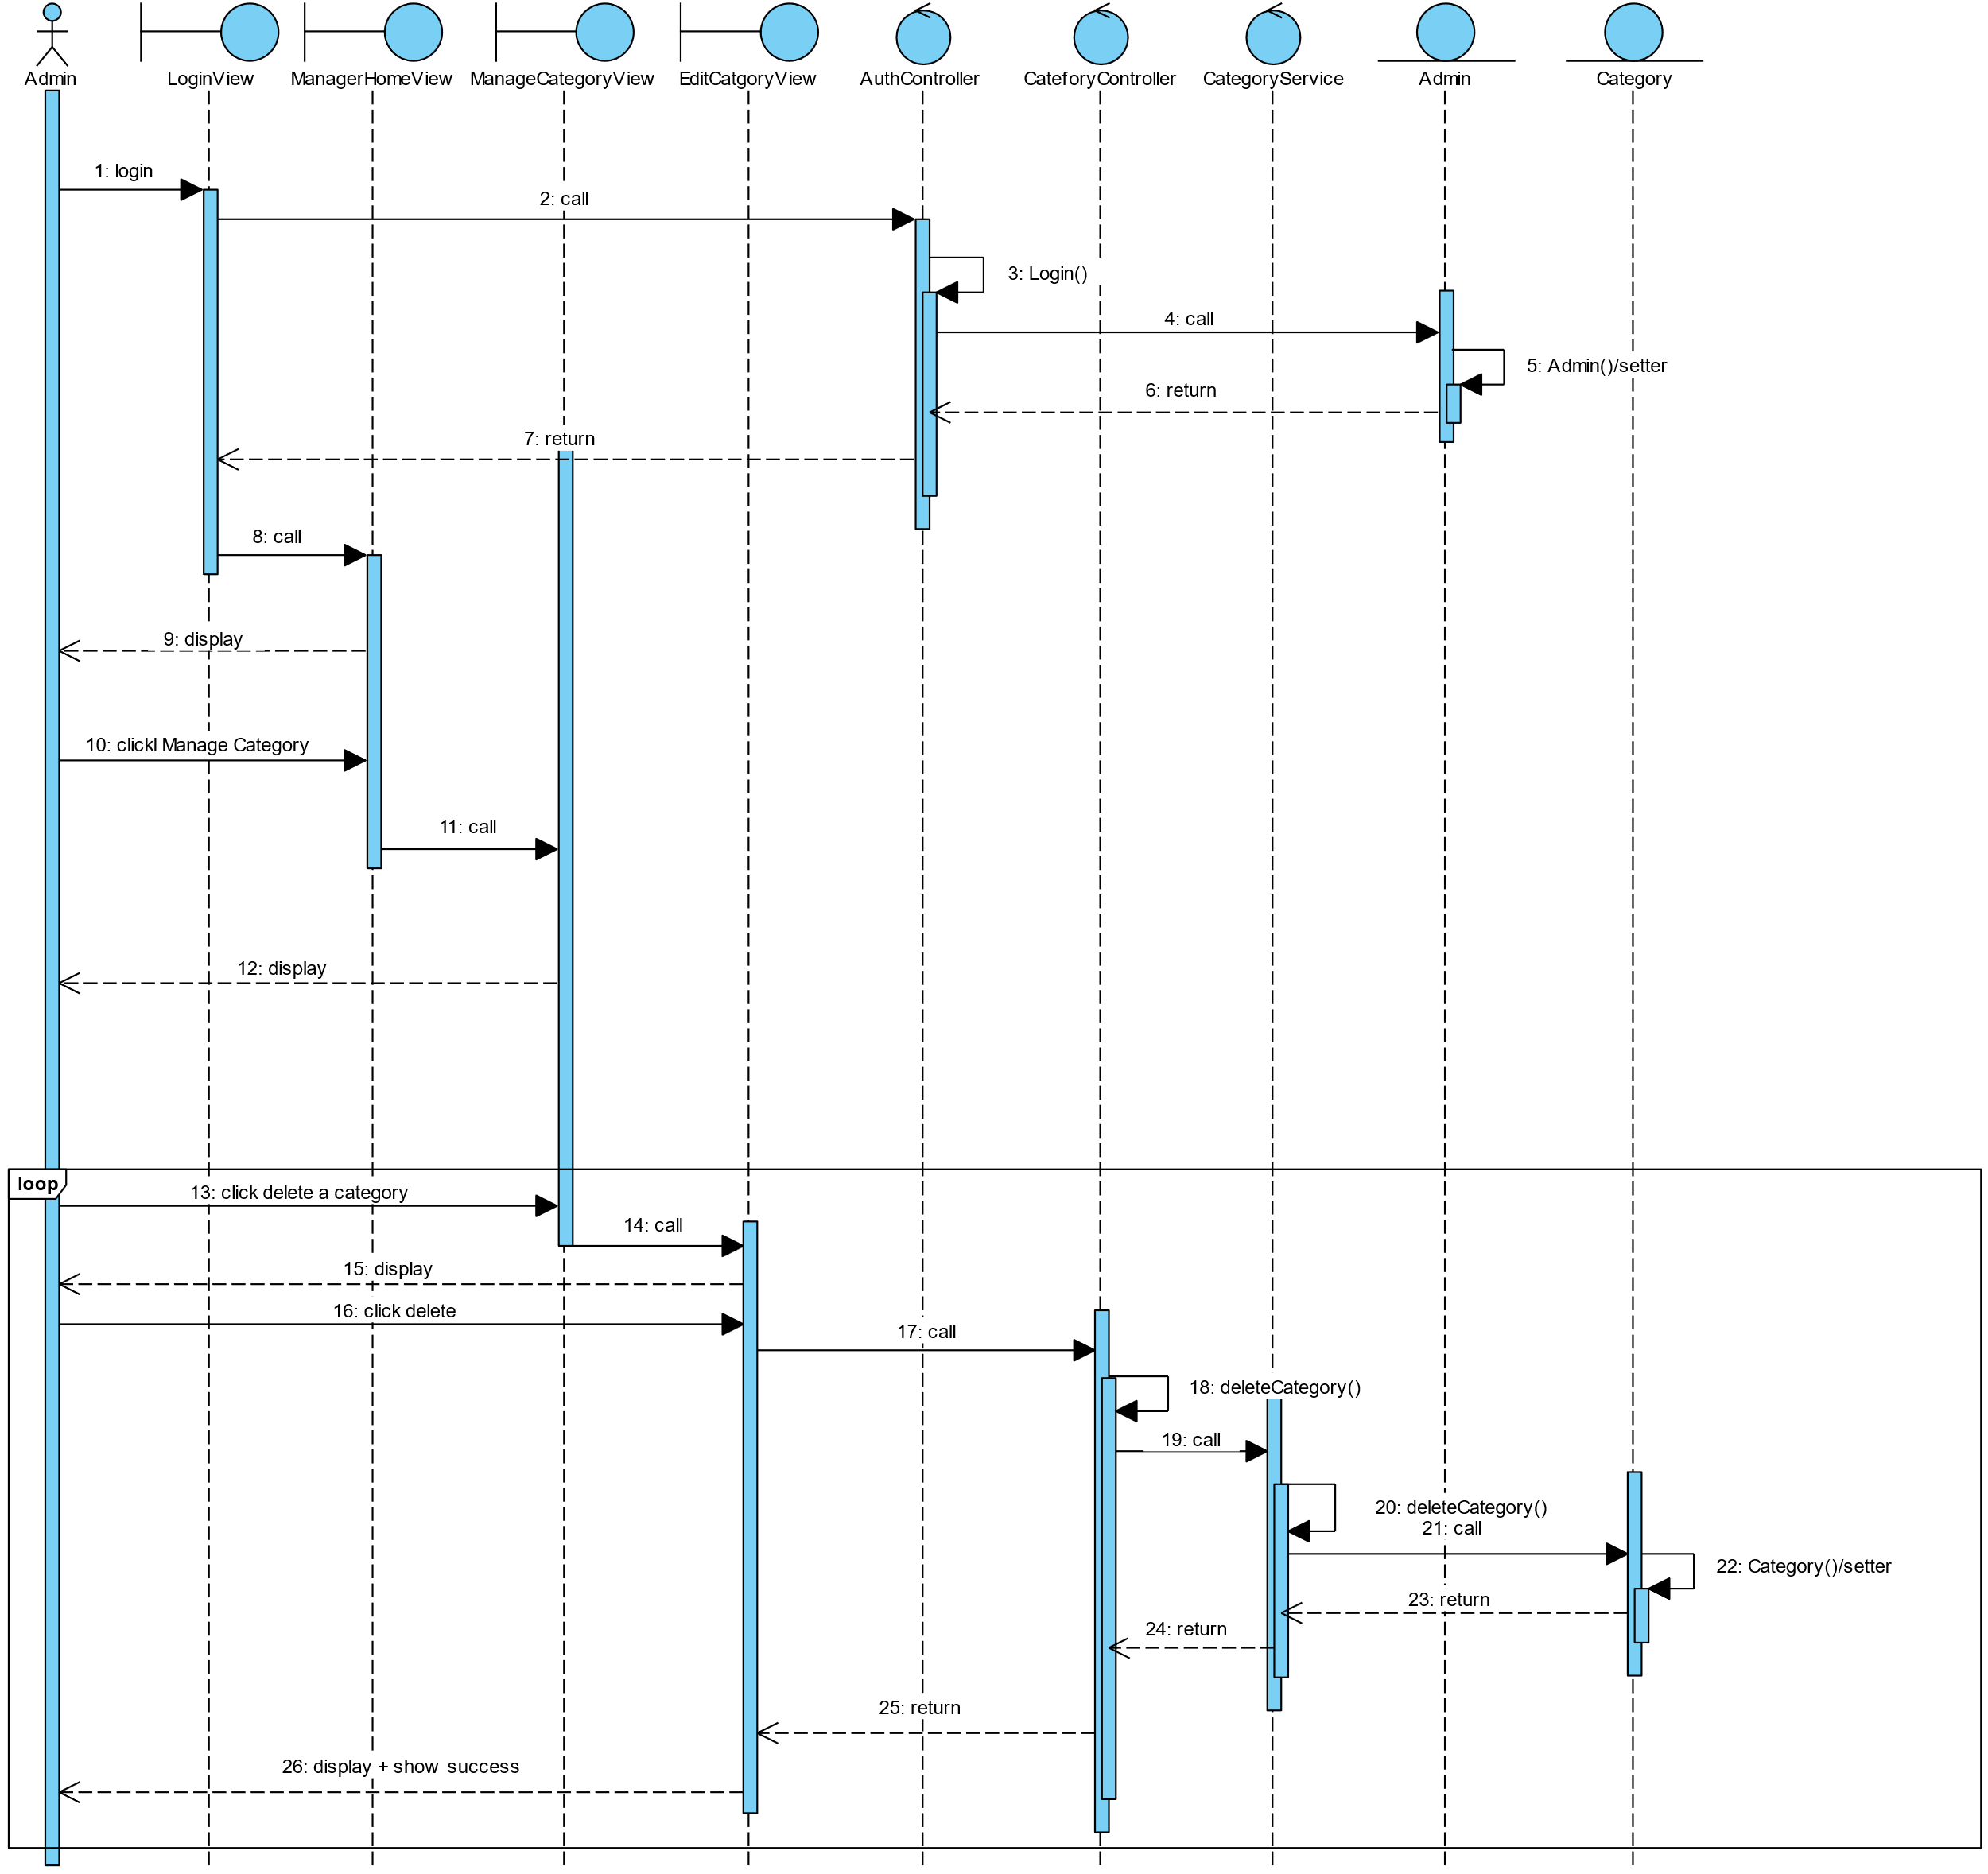 Admin
LoginView
ManagerHomeView
ManageCategoryView
EditCatgoryView
AuthController
CateforyController
CategoryService
Admin
Category
1: login
2: call
3: Login()
4: call
5: Admin()/setter
6: return
7: return
8: call
9: display
10: clickl Manage Category
11: call
12: display
loop
13: click delete a category
14: call
15: display
16: click delete
17: call
18: deleteCategory()
19: call
20: deleteCategory()
21: call
22: Category()/setter
23: return
24: return
25: return
26: display + show success